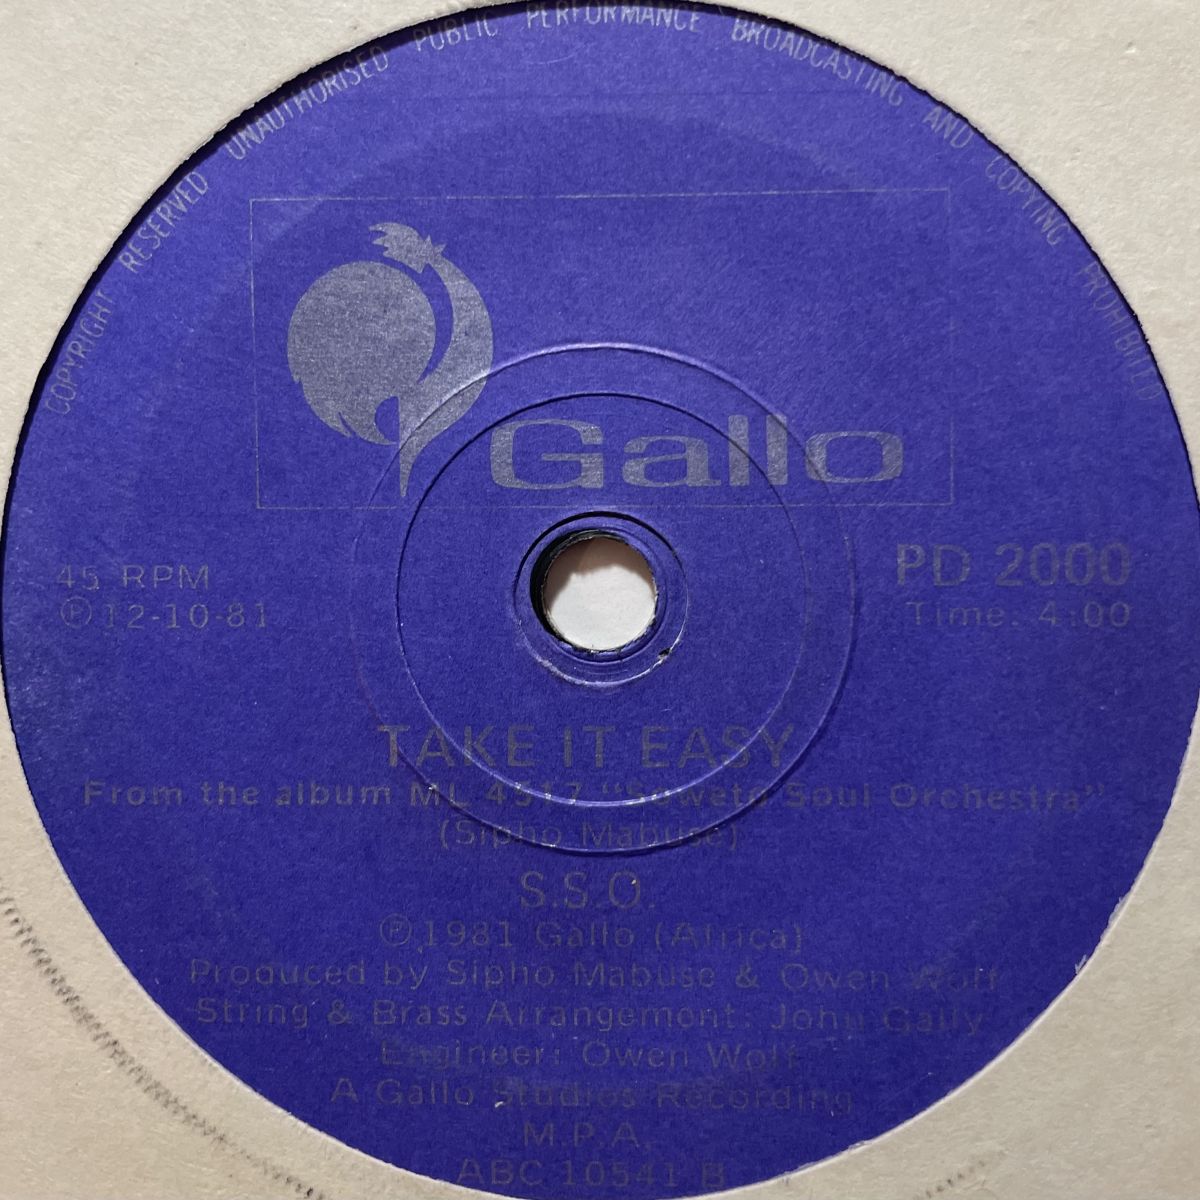 COPYRIGHT RESERVED UNAUTHORISED PUBLIC PERFORMANCE BROADCASTING AND COPYING PROHIBITED
Gallo
45 RPM
Ⓟ12-10-81
PD 2000
Time: 4:00
TAKE IT EASY
From the album ML 4517 "Soweto Soul Orchestra"
(Sipho Mabuse)
S.S.O.
Ⓟ1981 Gallo (Africa)
Produced by Sipho Mabuse & Owen Wolf
String & Brass Arrangement: John Gally
Engineer: Owen Wolf
A Gallo Studios Recording
M.P.A.
ABC 10541 B